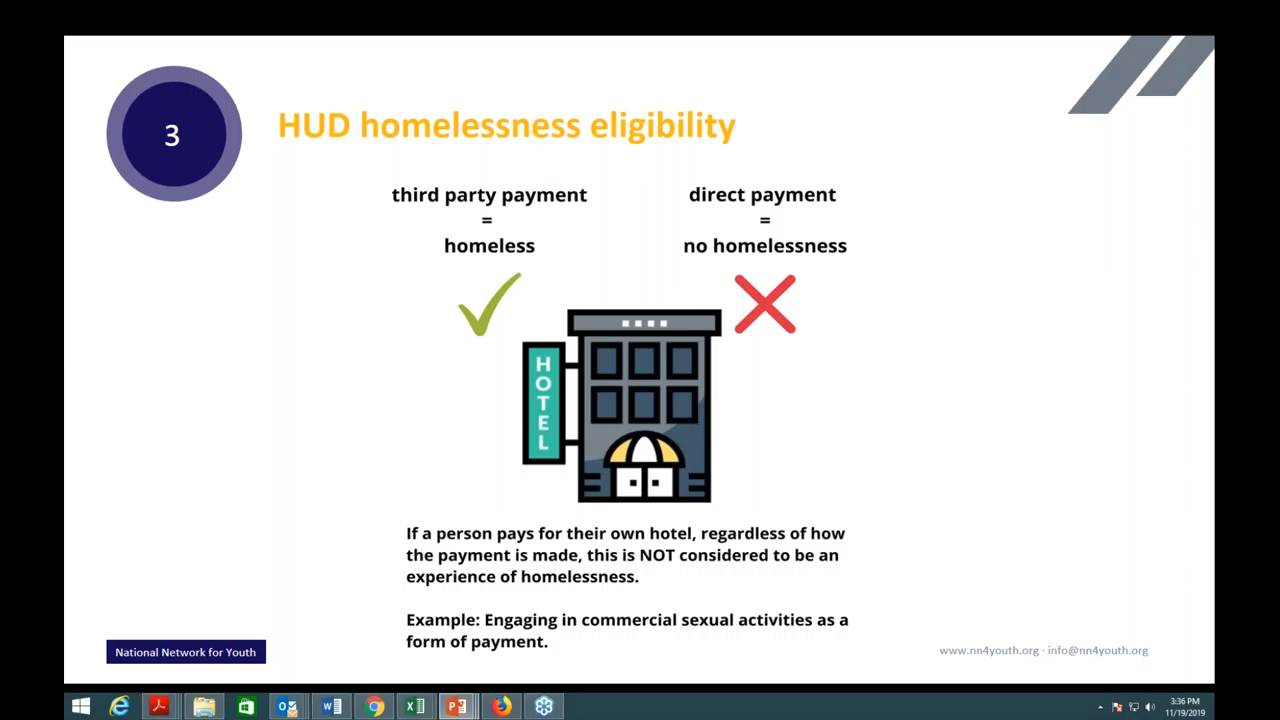 3
HUD homelessness eligibility
third party payment
=
homeless
direct payment
=
no homelessness
HOTEL
If a person pays for their own hotel, regardless of how
the payment is made, this is NOT considered to be an
experience of homelessness.
Example: Engaging in commercial sexual activities as a
form of payment.
National Network for Youth
www.nn4youth.org · info@nn4youth.org
3:36 PM
11/19/2019